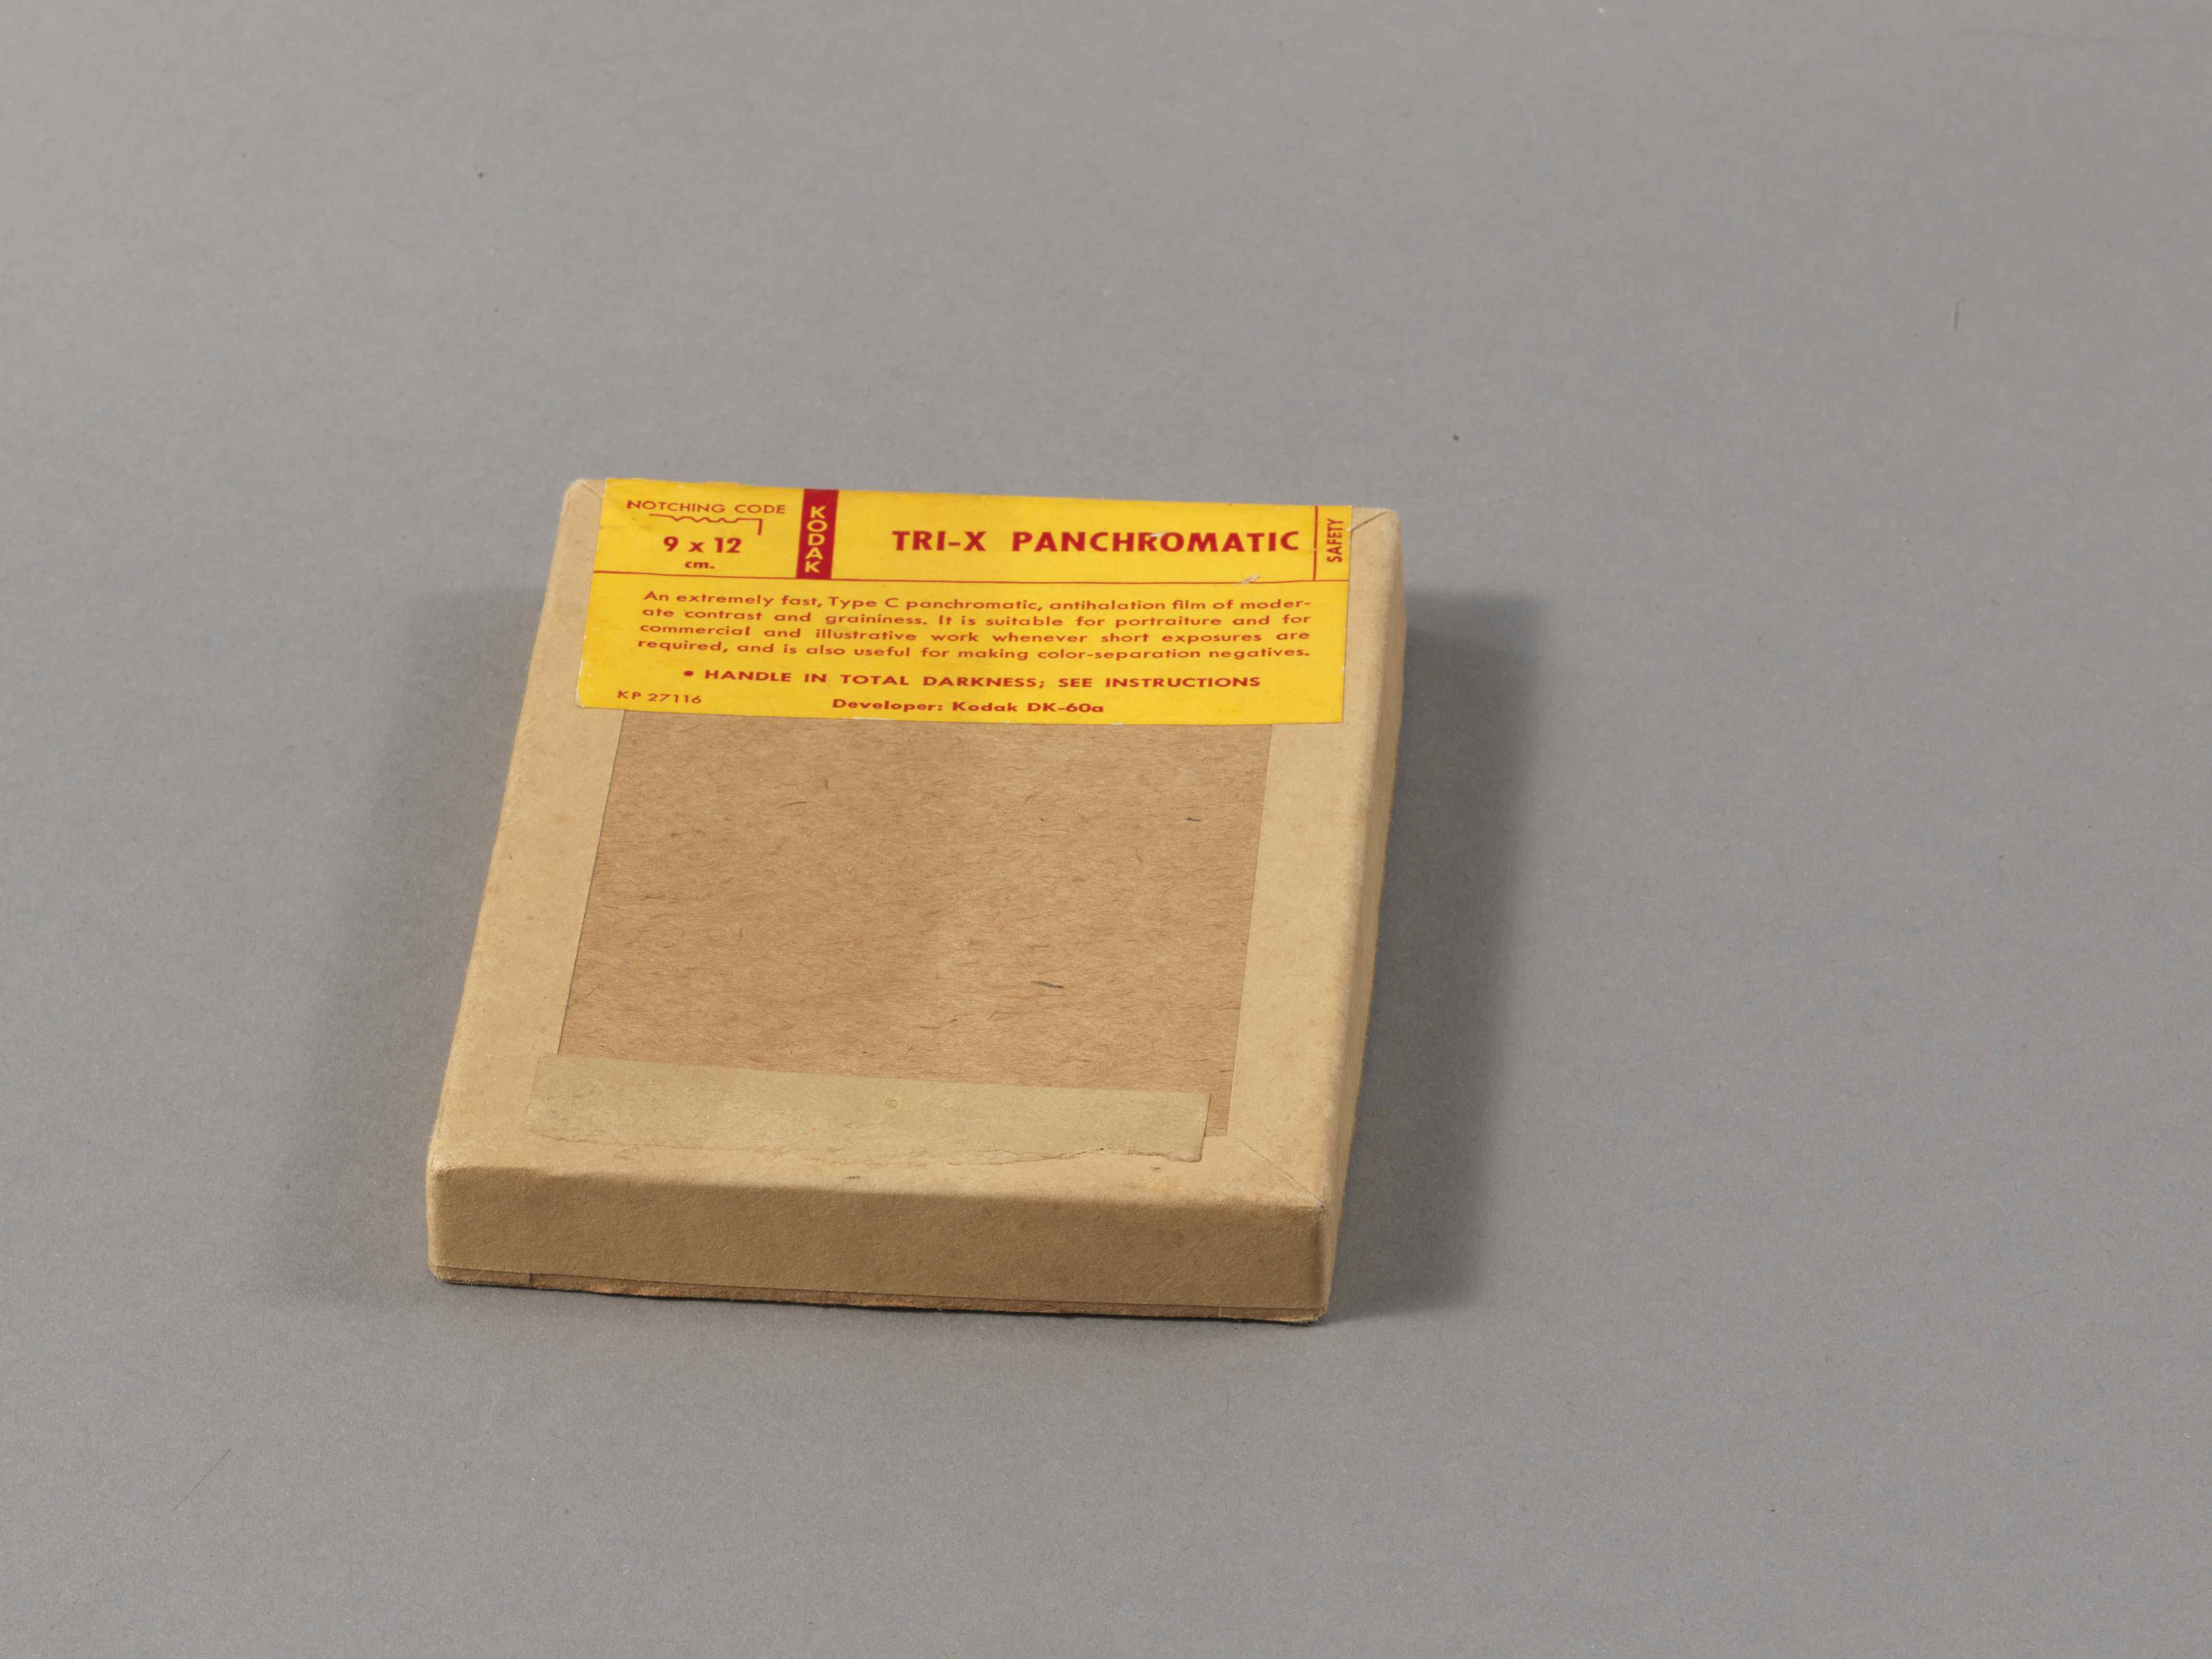 NOTCHING CODE
9 x 12
cm.
KODAK
TRI-X PANCHROMATIC
SAFETY
An extremely fast, Type C panchromatic, antihalation film of moder-
ate contrast and graininess. It is suitable for portraiture and for
commercial and illustrative work whenever short exposures are
required, and is also useful for making color-separation negatives.
• HANDLE IN TOTAL DARKNESS; SEE INSTRUCTIONS
KP 27116
Developer: Kodak DK-60a